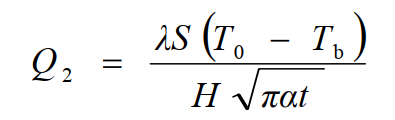 Q₂ = λS (T₀ − T_b) / H √παt